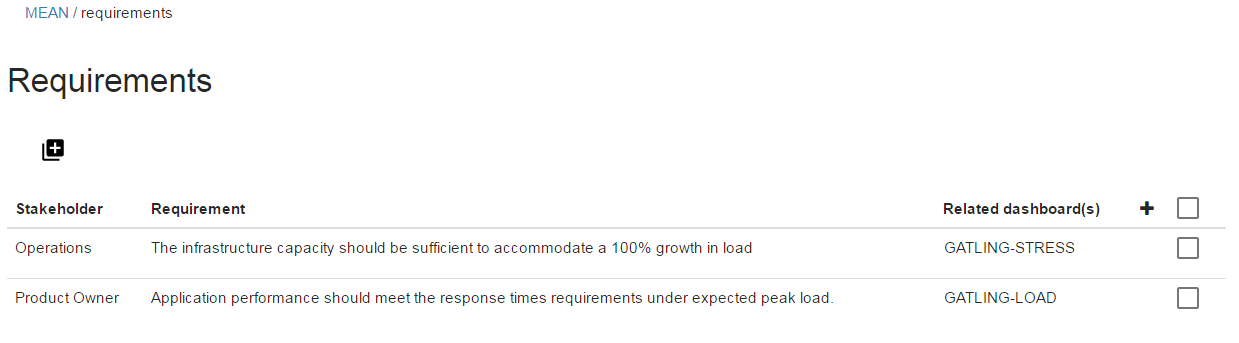 MEAN / requirements
Requirements
Stakeholder Requirement Related dashboard(s)
Operations The infrastructure capacity should be sufficient to accommodate a 100% growth in load GATLING-STRESS
Product Owner Application performance should meet the response times requirements under expected peak load. GATLING-LOAD